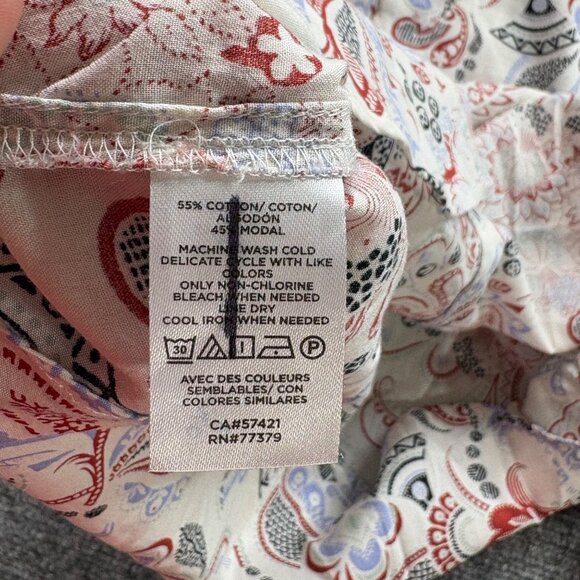 55% COTTON/ COTON/
ALGODÓN
45% MODAL
MACHINE WASH COLD
DELICATE CYCLE WITH LIKE
COLORS
ONLY NON-CHLORINE
BLEACH WHEN NEEDED
LINE DRY
COOL IRON WHEN NEEDED
30 P
AVEC DES COULEURS
SEMBLABLES/ CON
COLORES SIMILARES
CA#57421
RN#77379